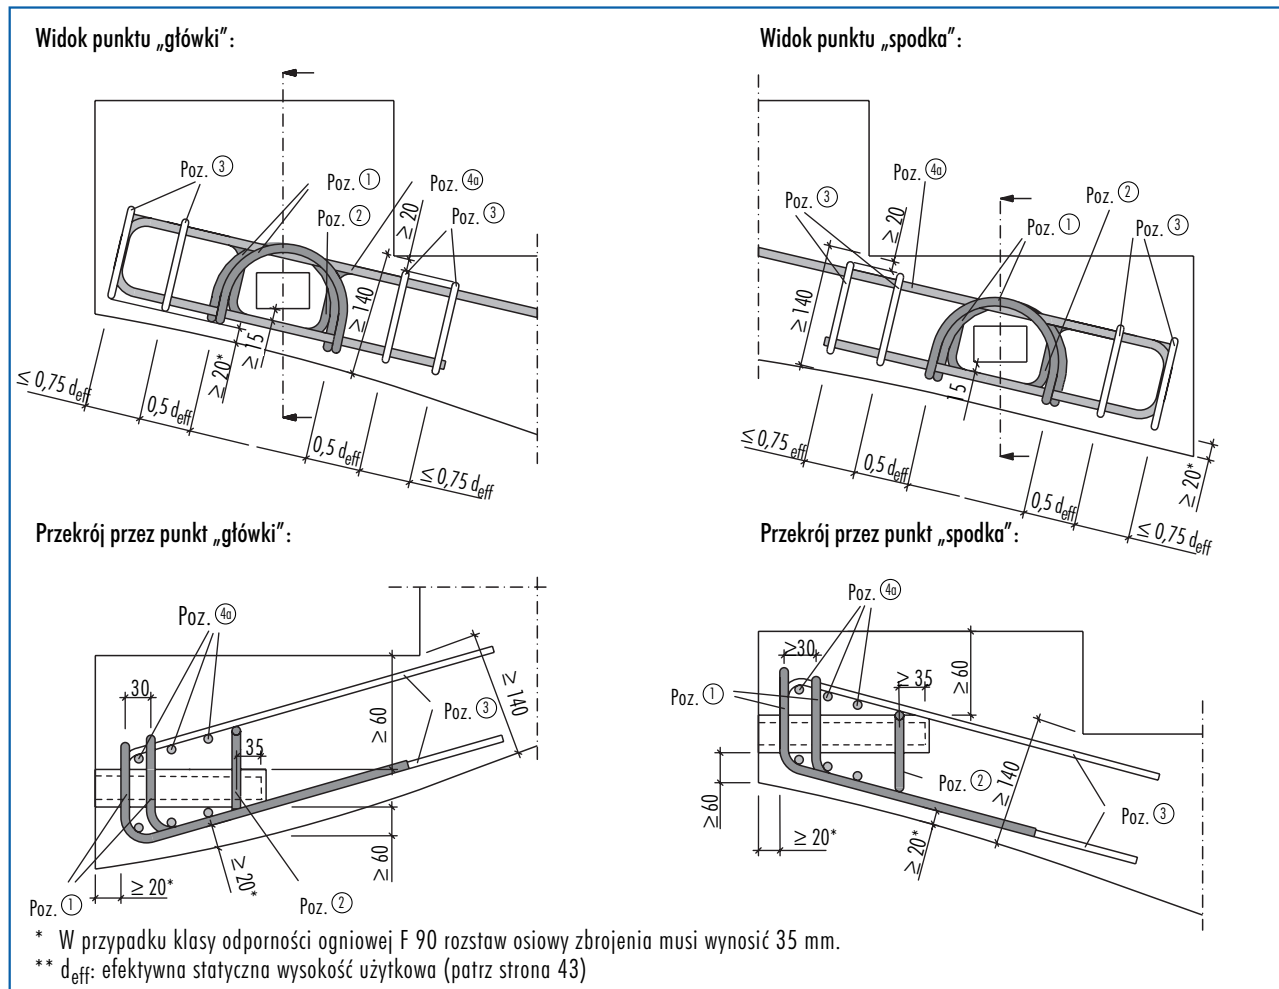 Widok punktu „główki”:
Poz. ③
Poz. ①
Poz. ②
Poz. 4a
Poz. ③
≥ 20
≥ 140
≥ 15
≥ 20*
≤ 0,75 deff
0,5 deff
0,5 deff
≤ 0,75 deff
Widok punktu „spodka”:
Poz. ③
Poz. 4a
≥ 20
Poz. ①
Poz. ②
Poz. ③
≥ 140
15
≤ 0,75 deff
0,5 deff
0,5 deff
≤ 0,75 deff
≥ 20*
Przekrój przez punkt „główki”:
Poz. 4a
30
≥ 60
≥ 140
Poz. ③
35
≥ 60
≥ 20*
≥ 20*
Poz. ①
Poz. ②
Przekrój przez punkt „spodka”:
Poz. 4a
≥30
≥ 35
≥ 60
Poz. ①
Poz. ②
≥ 140
Poz. ③
≥ 60
≥ 20*
≥ 20*
* W przypadku klasy odporności ogniowej F 90 rozstaw osiowy zbrojenia musi wynosić 35 mm.
** deff: efektywna statyczna wysokość użytkowa (patrz strona 43)